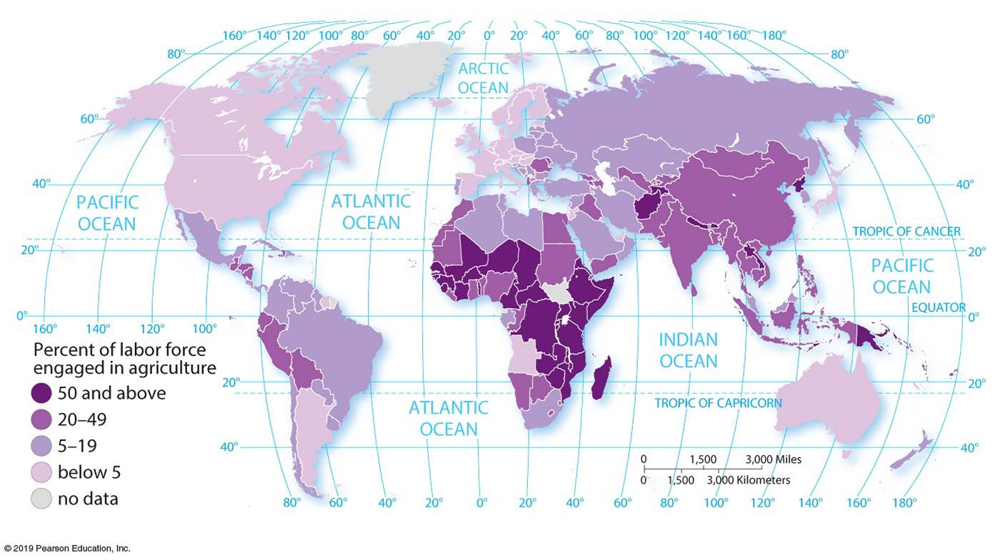 160° 140° 120° 100° 80° 60° 40° 20° 0° 20° 40° 60° 80° 100° 120° 140° 160° 180°
80° 80°
ARCTIC
OCEAN
60° 60°
40° 40°
PACIFIC
OCEAN
ATLANTIC
OCEAN
TROPIC OF CANCER
20° 20°
PACIFIC
OCEAN
EQUATOR
0° 0°
160° 140° 120° 100°
INDIAN
OCEAN
Percent of labor force
engaged in agriculture
50 and above
20–49
5–19
below 5
no data
20° 20°
TROPIC OF CAPRICORN
ATLANTIC
OCEAN
40° 40°
0 1,500 3,000 Miles
0 1,500 3,000 Kilometers
80° 60° 40° 20° 0° 20° 40° 60° 80° 100° 120° 140° 160° 180°
© 2019 Pearson Education, Inc.